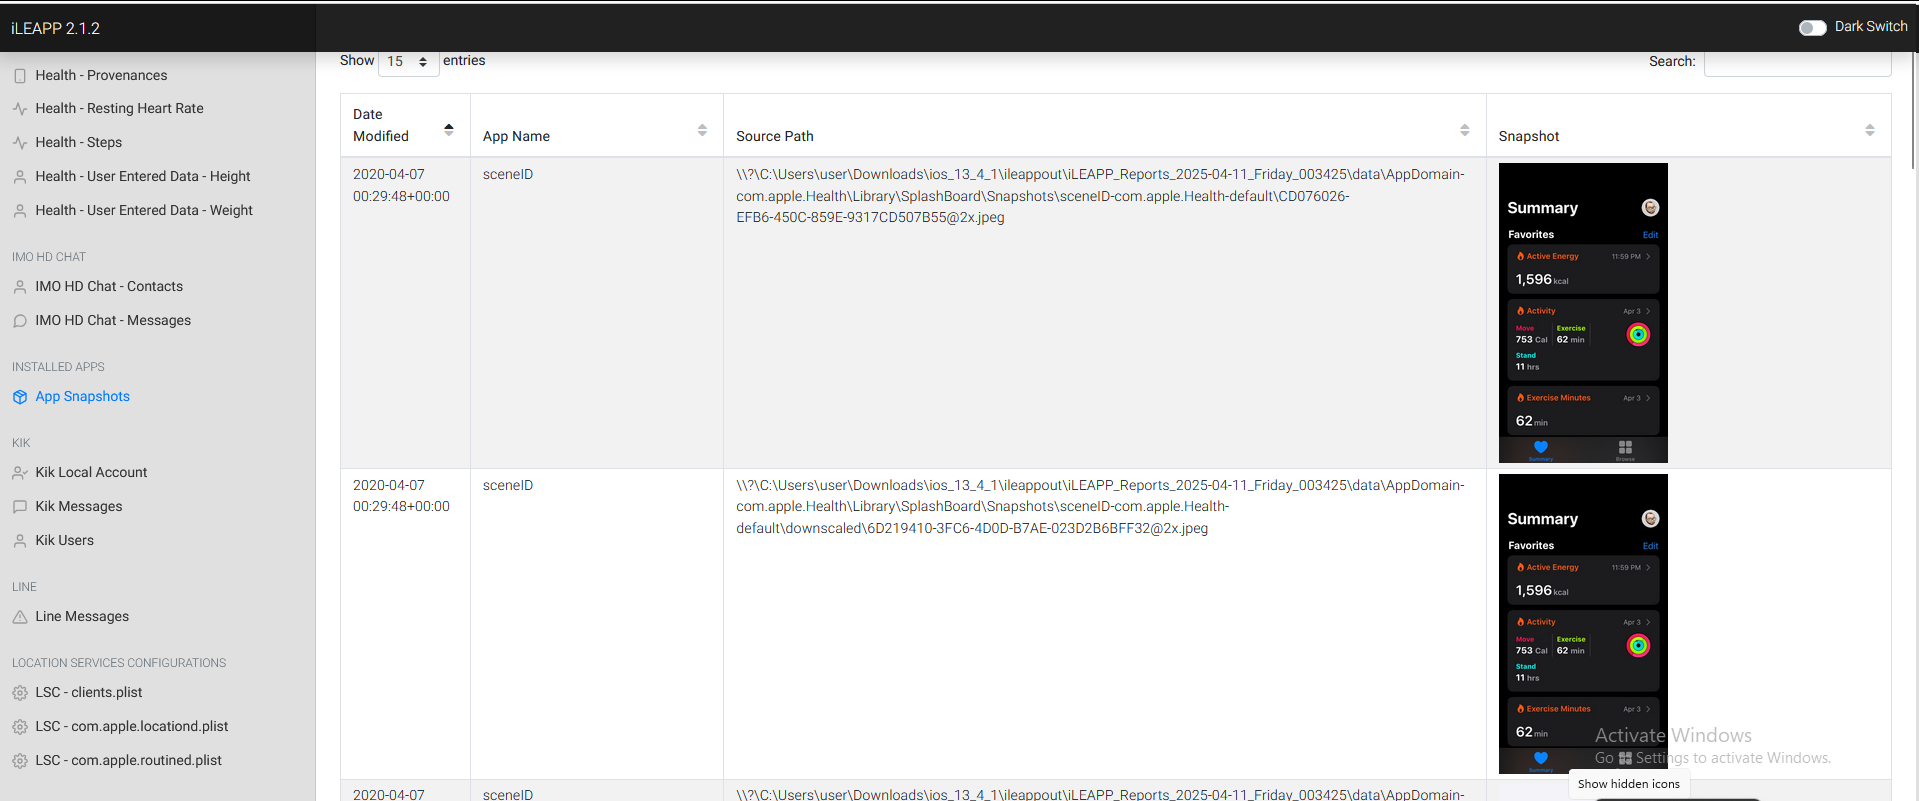 iLEAPP 2.1.2
Dark Switch
Health - Provenances
Health - Resting Heart Rate
Health - Steps
Health - User Entered Data - Height
Health - User Entered Data - Weight
IMO HD CHAT
IMO HD Chat - Contacts
IMO HD Chat - Messages
INSTALLED APPS
App Snapshots
KIK
Kik Local Account
Kik Messages
Kik Users
LINE
Line Messages
LOCATION SERVICES CONFIGURATIONS
LSC - clients.plist
LSC - com.apple.locationd.plist
LSC - com.apple.routined.plist
Show 15 entries
Search:
Date
Modified
App Name
Source Path
Snapshot
2020-04-07
00:29:48+00:00
sceneID
\\?\C:\Users\user\Downloads\ios_13_4_1\ileappout\iLEAPP_Reports_2025-04-11_Friday_003425\data\AppDomain-
com.apple.Health\Library\SplashBoard\Snapshots\sceneID-com.apple.Health-default\CD076026-
EFB6-450C-859E-9317CD507B55@2x.jpeg
Summary
Favorites Edit
Active Energy 11:59 PM
1,596 kcal
Activity Apr 3
Move Exercise
753 Cal 62 min
Stand
11 hrs
Exercise Minutes Apr 3
62 min
Summary Browse
2020-04-07
00:29:48+00:00
sceneID
\\?\C:\Users\user\Downloads\ios_13_4_1\ileappout\iLEAPP_Reports_2025-04-11_Friday_003425\data\AppDomain-
com.apple.Health\Library\SplashBoard\Snapshots\sceneID-com.apple.Health-
default\downscaled\6D219410-3FC6-4D0D-B7AE-023D2B6BFF32@2x.jpeg
Summary
Favorites Edit
Active Energy 11:59 PM
1,596 kcal
Activity Apr 3
Move Exercise
753 Cal 62 min
Stand
11 hrs
Exercise Minutes Apr 3
62 min
Summary
Activate Windows
Go to Settings to activate Windows.
Show hidden icons
2020-04-07
sceneID
\\?\C:\Users\user\Downloads\ios_13_4_1\ileappout\iLEAPP_Reports_2025-04-11_Friday_003425\data\AppDomain-